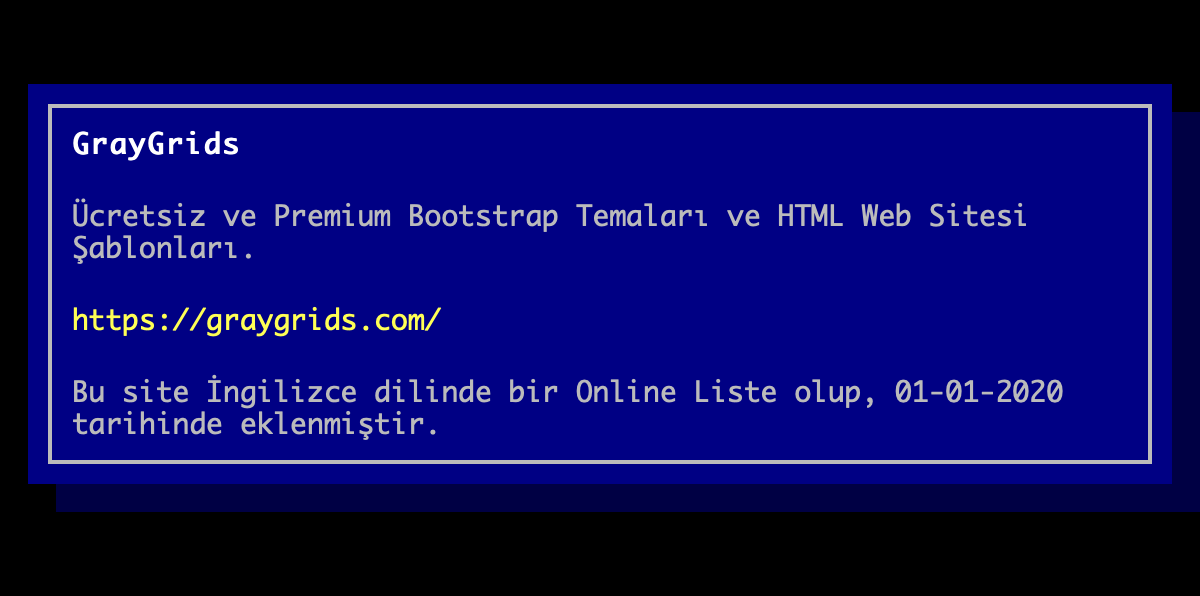 GrayGrids
Ücretsiz ve Premium Bootstrap Temaları ve HTML Web Sitesi
Şablonları.
https://graygrids.com/
Bu site İngilizce dilinde bir Online Liste olup, 01-01-2020
tarihinde eklenmiştir.